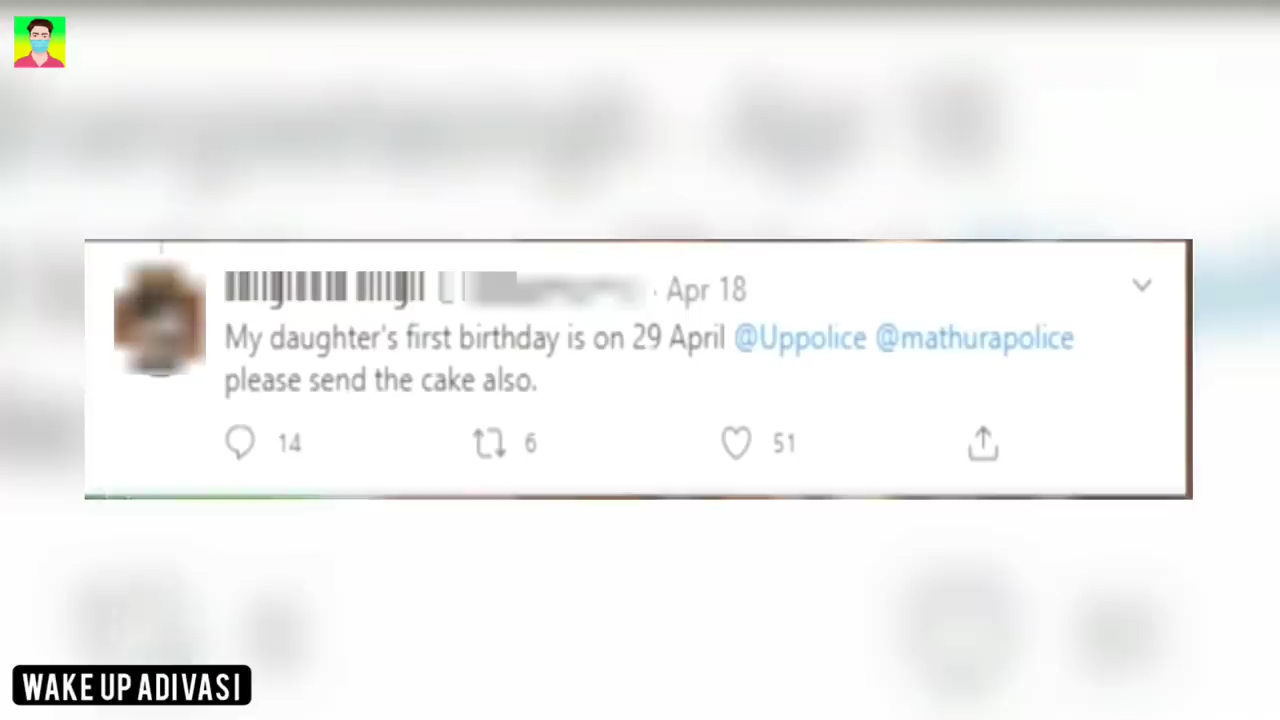 · Apr 18
My daughter's first birthday is on 29 April @Uppolice @mathurapolice
please send the cake also.
14 6 51
WAKE UP ADIVASI